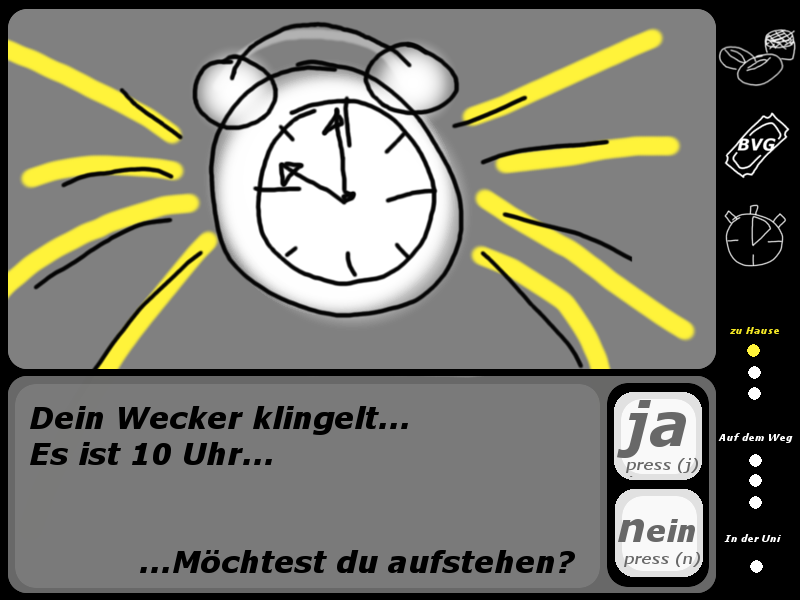 Dein Wecker klingelt...
Es ist 10 Uhr...
...Möchtest du aufstehen?
ja
press (j)
nein
press (n)
BVG
zu Hause
Auf dem Weg
In der Uni